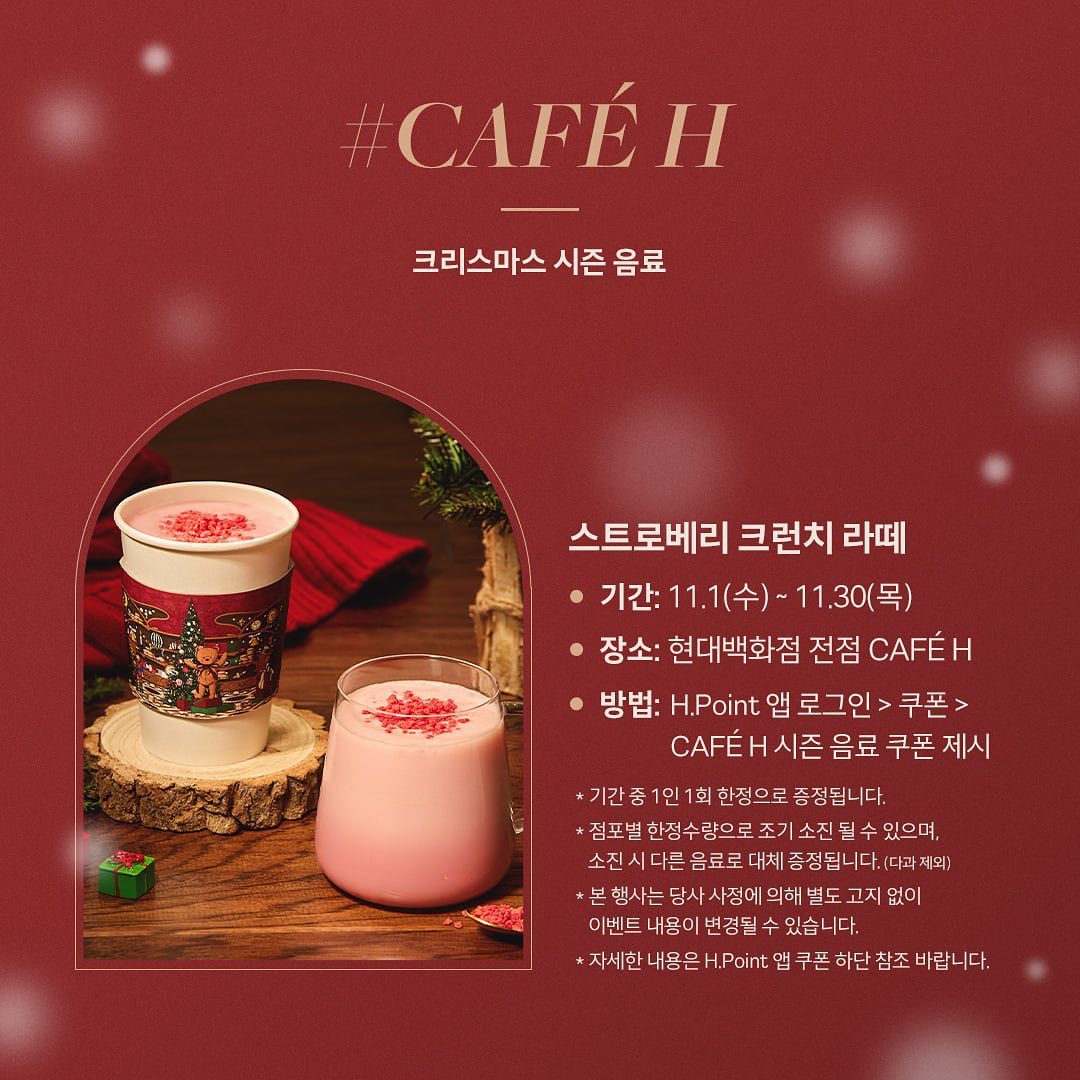 #CAFÉ H
크리스마스 시즌 음료
스트로베리 크런치 라떼
• 기간: 11.1(수) ~ 11.30(목)
• 장소: 현대백화점 전점 CAFÉ H
• 방법: H.Point 앱 로그인 > 쿠폰 >
CAFÉ H 시즌 음료 쿠폰 제시
* 기간 중 1인 1회 한정으로 증정됩니다.
* 점포별 한정수량으로 조기 소진 될 수 있으며,
소진 시 다른 음료로 대체 증정됩니다. (다과 제외)
* 본 행사는 당사 사정에 의해 별도 고지 없이
이벤트 내용이 변경될 수 있습니다.
* 자세한 내용은 H.Point 앱 쿠폰 하단 참조 바랍니다.